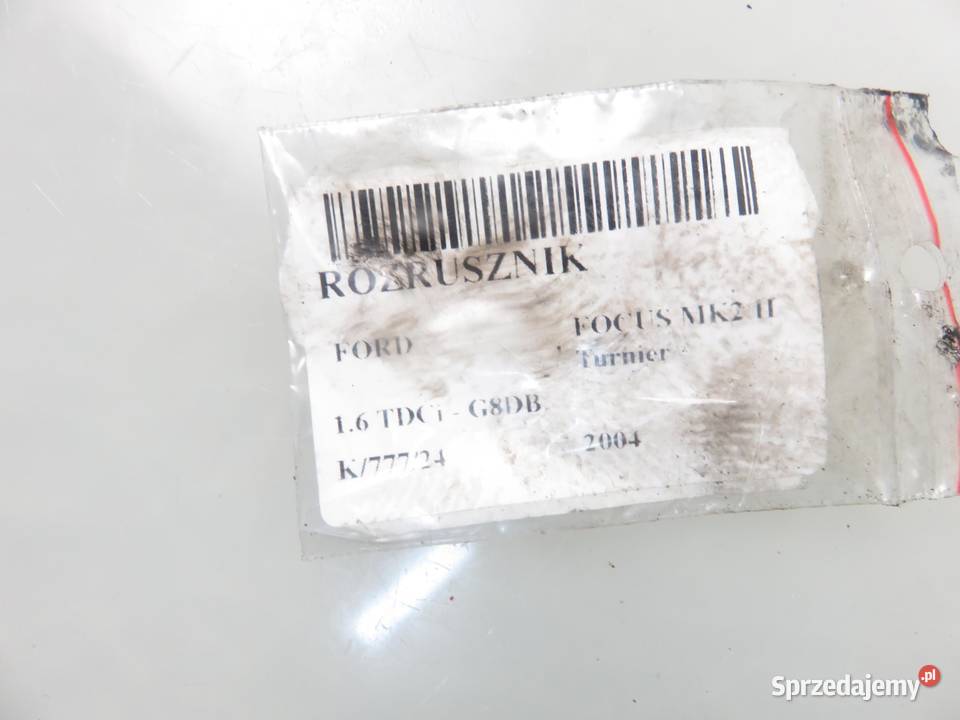 ROZRUSZNIK
FORD
FOCUS MK2 II
Turnier
1.6 TDCi - G8DB
K/777/24
2004
Sprzedajemy.pl